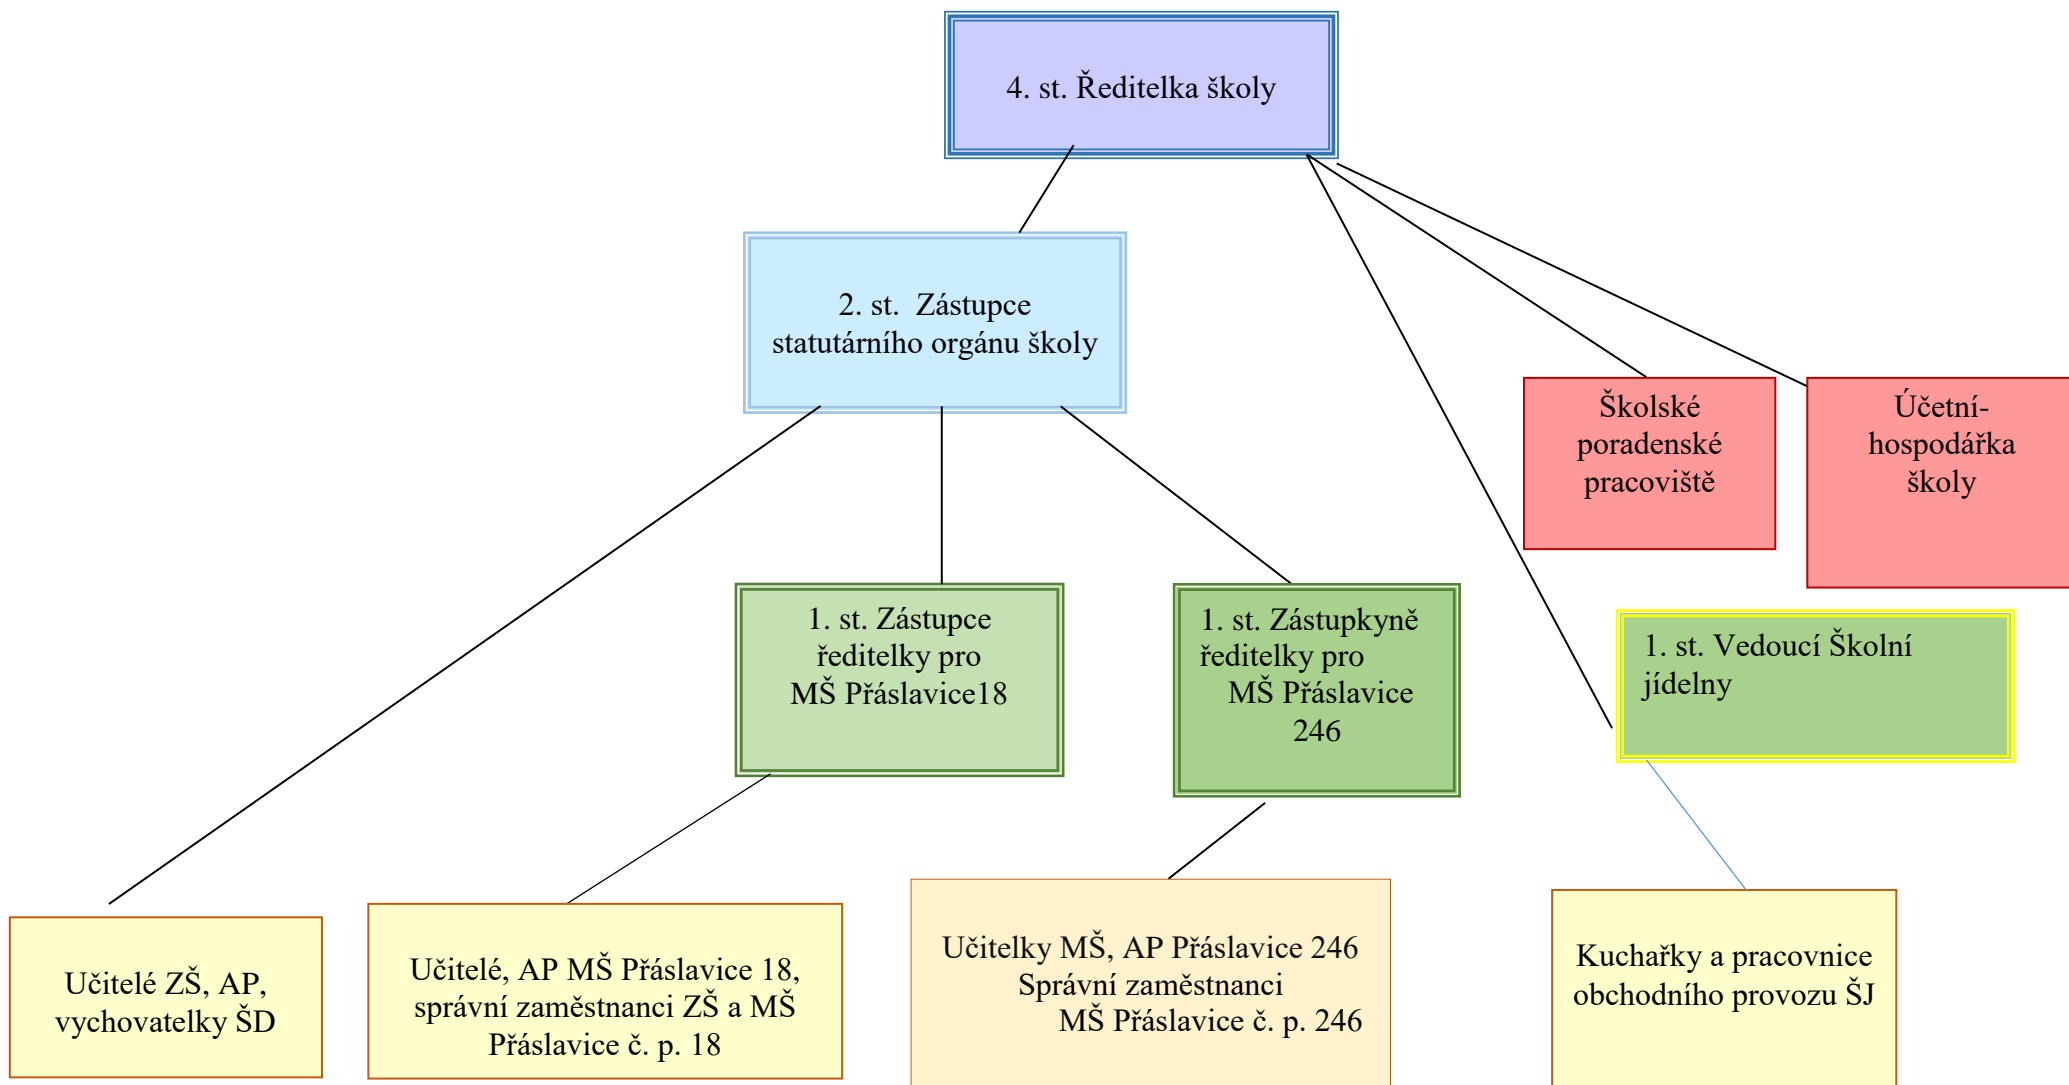 4. st. Ředitelka školy
2. st. Zástupce
statutárního orgánu školy
Školské
poradenské
pracoviště
Účetní-
hospodářka
školy
1. st. Zástupce
ředitelky pro
MŠ Přáslavice18
1. st. Zástupkyně
ředitelky pro
MŠ Přáslavice
246
1. st. Vedoucí Školní
jídelny
Učitelé ZŠ, AP,
vychovatelky ŠD
Učitelé, AP MŠ Přáslavice 18,
správní zaměstnanci ZŠ a MŠ
Přáslavice č. p. 18
Učitelky MŠ, AP Přáslavice 246
Správní zaměstnanci
MŠ Přáslavice č. p. 246
Kuchařky a pracovnice
obchodního provozu ŠJ